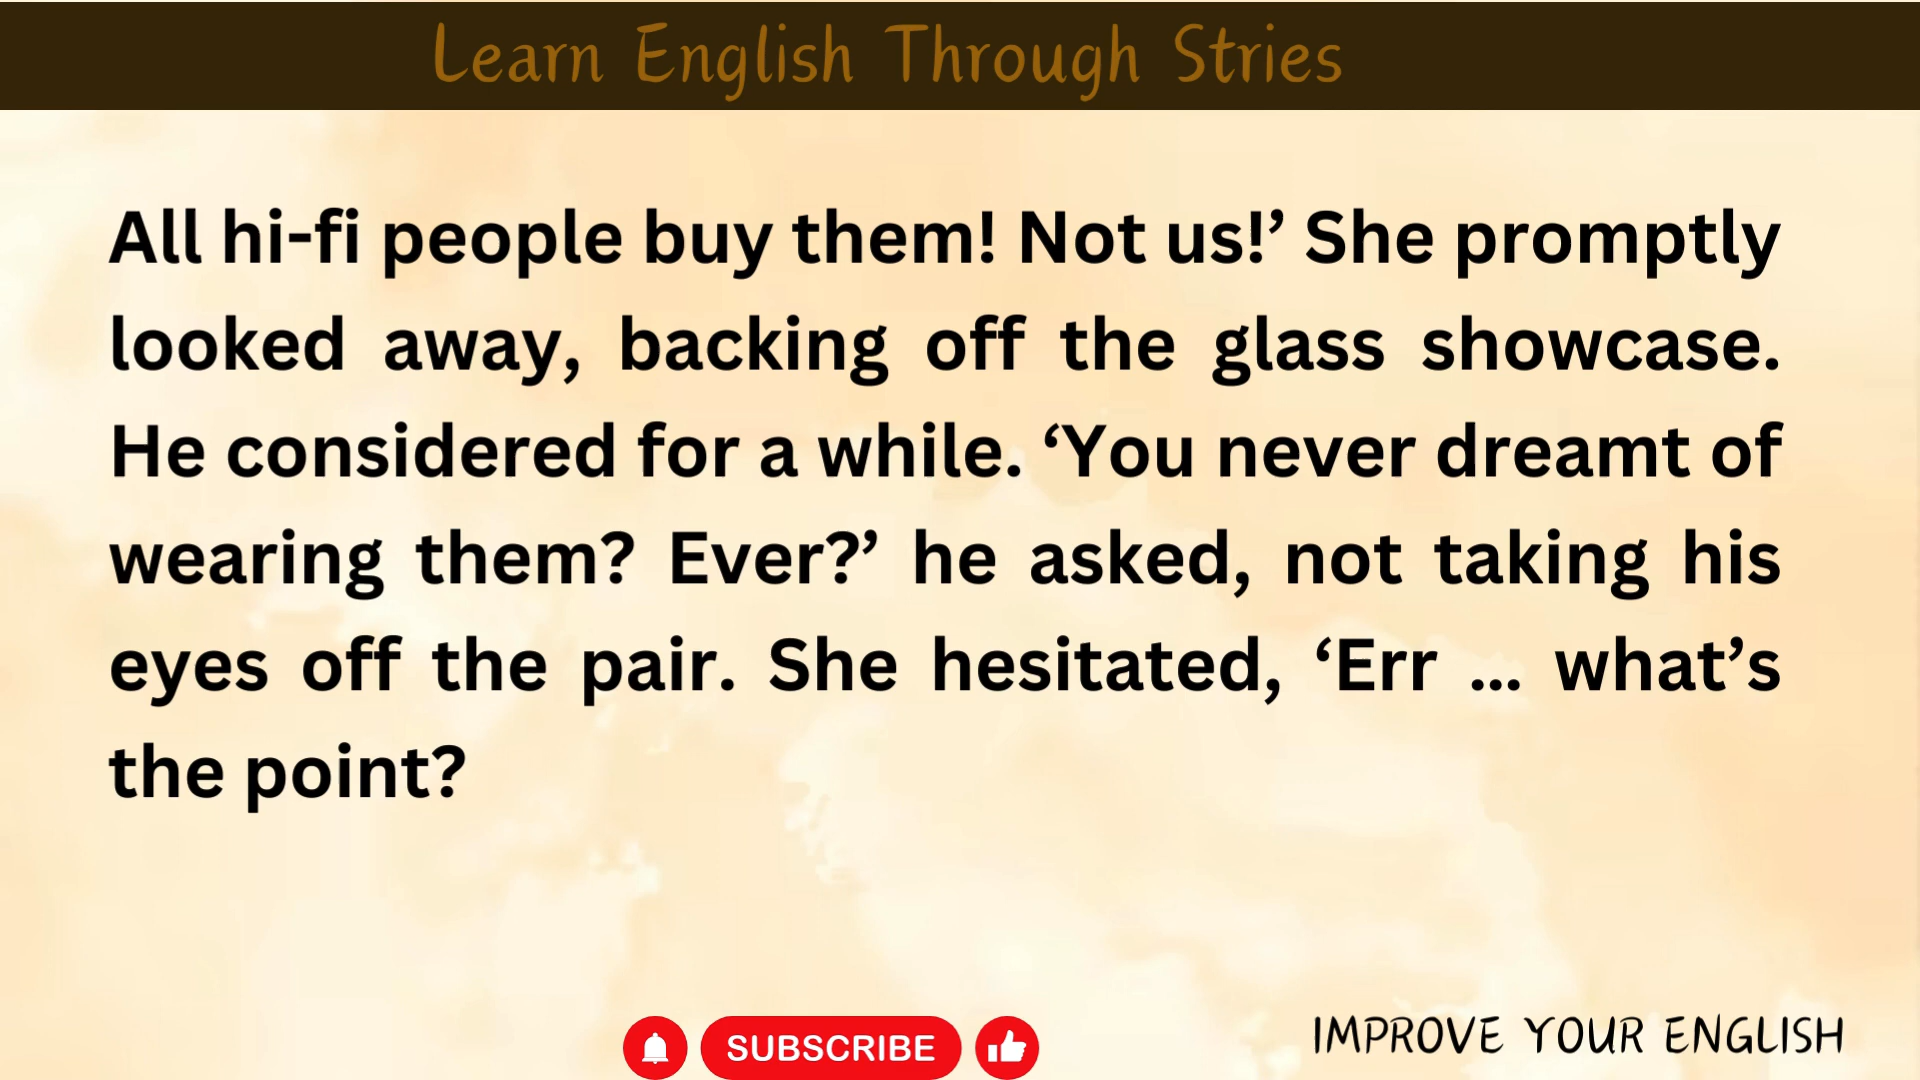 Learn English Through Stries
All hi-fi people buy them! Not us!’ She promptly
looked away, backing off the glass showcase.
He considered for a while. ‘You never dreamt of
wearing them? Ever?’ he asked, not taking his
eyes off the pair. She hesitated, ‘Err ... what’s
the point?
SUBSCRIBE
IMPROVE YOUR ENGLISH